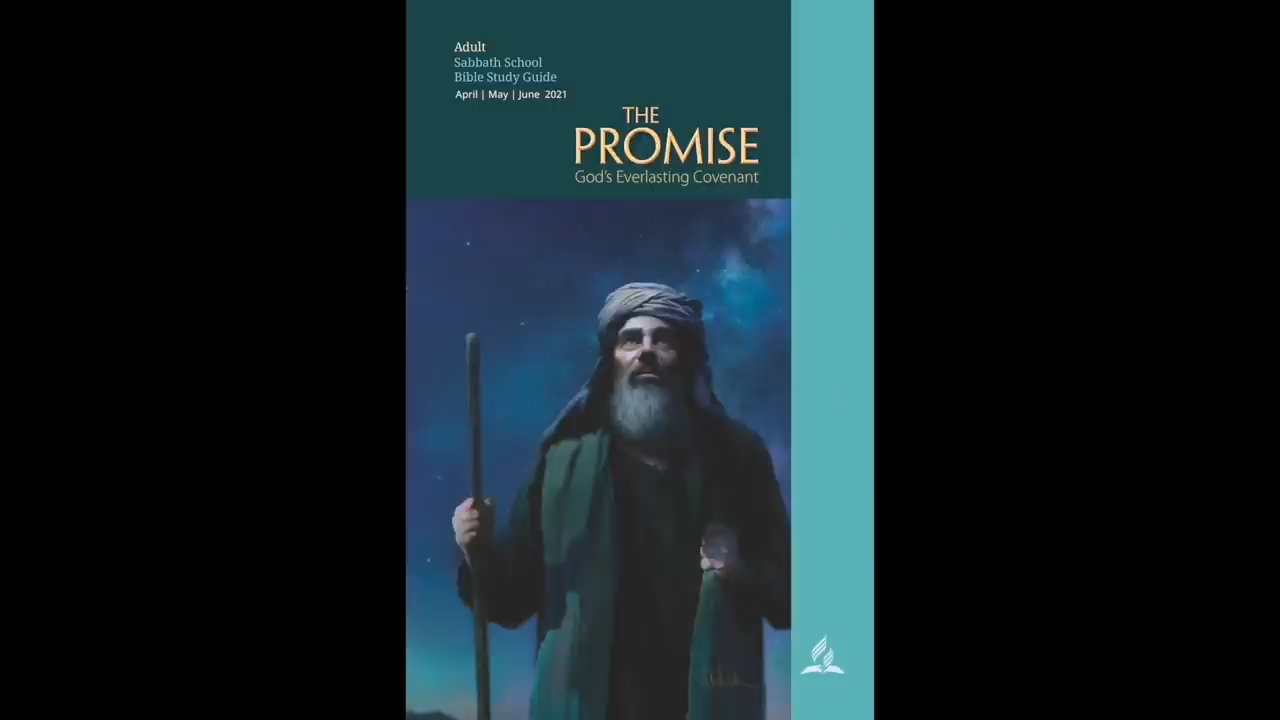 Adult
Sabbath School
Bible Study Guide
April | May | June 2021
THE
PROMISE
God's Everlasting Covenant